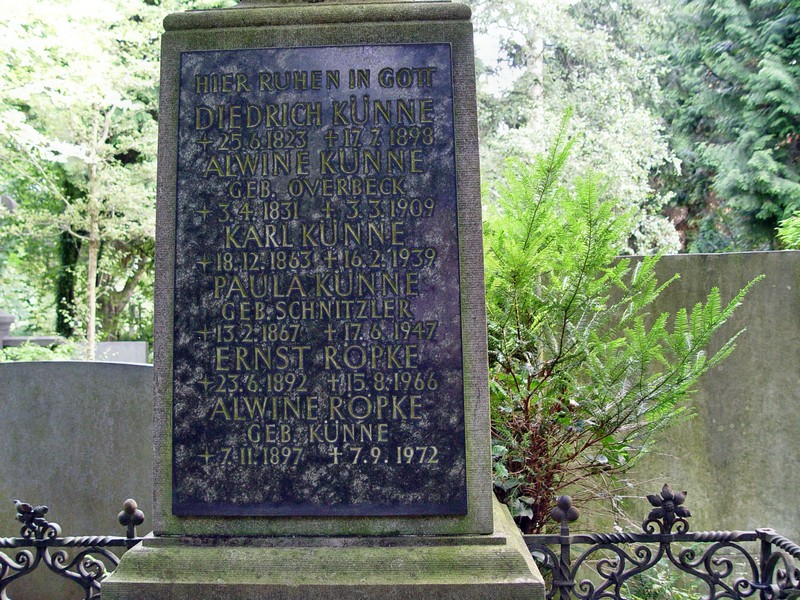 HIER RUHEN IN GOTT
DIEDRICH KÜNNE
+ 25.6.1823 + 17.7.1898
ALWINE KÜNNE
GEB. OVERBECK
+ 3.4.1831 + 3.3.1909
KARL KÜNNE
+ 18.12.1863 + 16.2.1939
PAULA KÜNNE
GEB. SCHNITZLER
+ 13.2.1867 + 17.6.1947
ERNST RÖPKE
+ 23.6.1892 + 15.8.1966
ALWINE RÖPKE
GEB. KÜNNE
+ 7.11.1897 + 7.9.1972